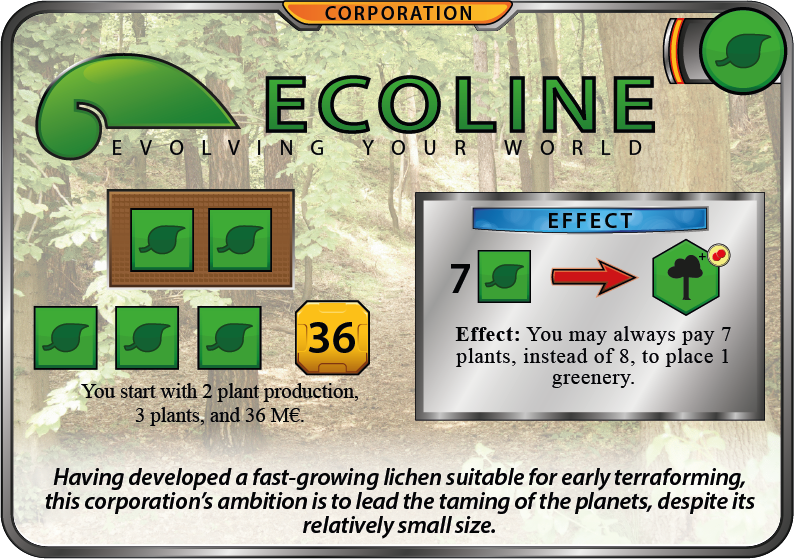 CORPORATION
ECOLINE
EVOLVING YOUR WORLD
EFFECT
7
36
Effect: You may always pay 7
plants, instead of 8, to place 1
greenery.
You start with 2 plant production,
3 plants, and 36 M€.
Having developed a fast-growing lichen suitable for early terraforming,
this corporation's ambition is to lead the taming of the planets, despite its
relatively small size.